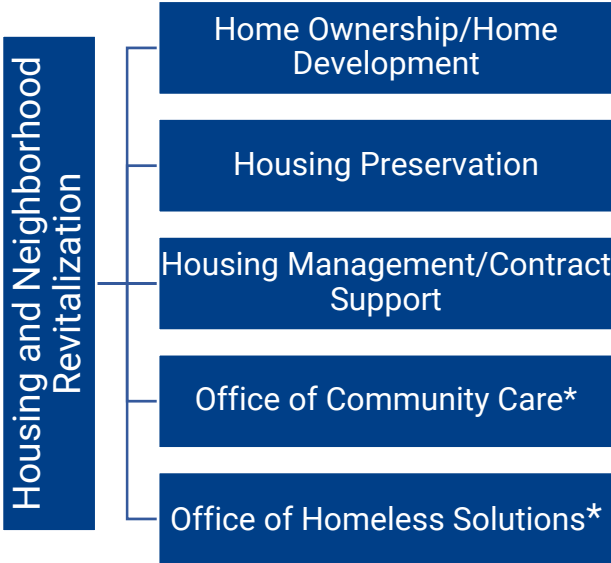 Housing and Neighborhood
Revitalization
Home Ownership/Home
Development
Housing Preservation
Housing Management/Contract
Support
Office of Community Care*
Office of Homeless Solutions*